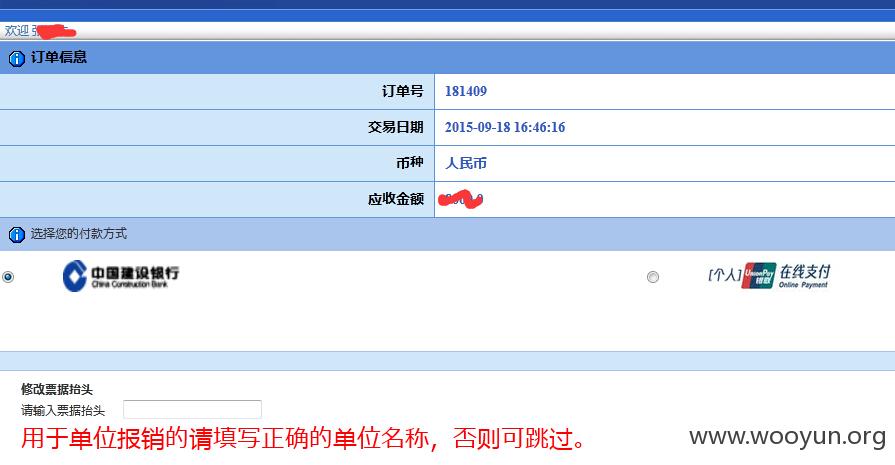 欢迎
订单信息
订单号 181409
交易日期 2015-09-18 16:46:16
币种 人民币
应收金额
选择您的付款方式
中国建设银行
China Construction Bank
[个人] UnionPay 银联 在线支付
Online Payment
修改票据抬头
请输入票据抬头
用于单位报销的请填写正确的单位名称，否则可跳过。
www.wooyun.org